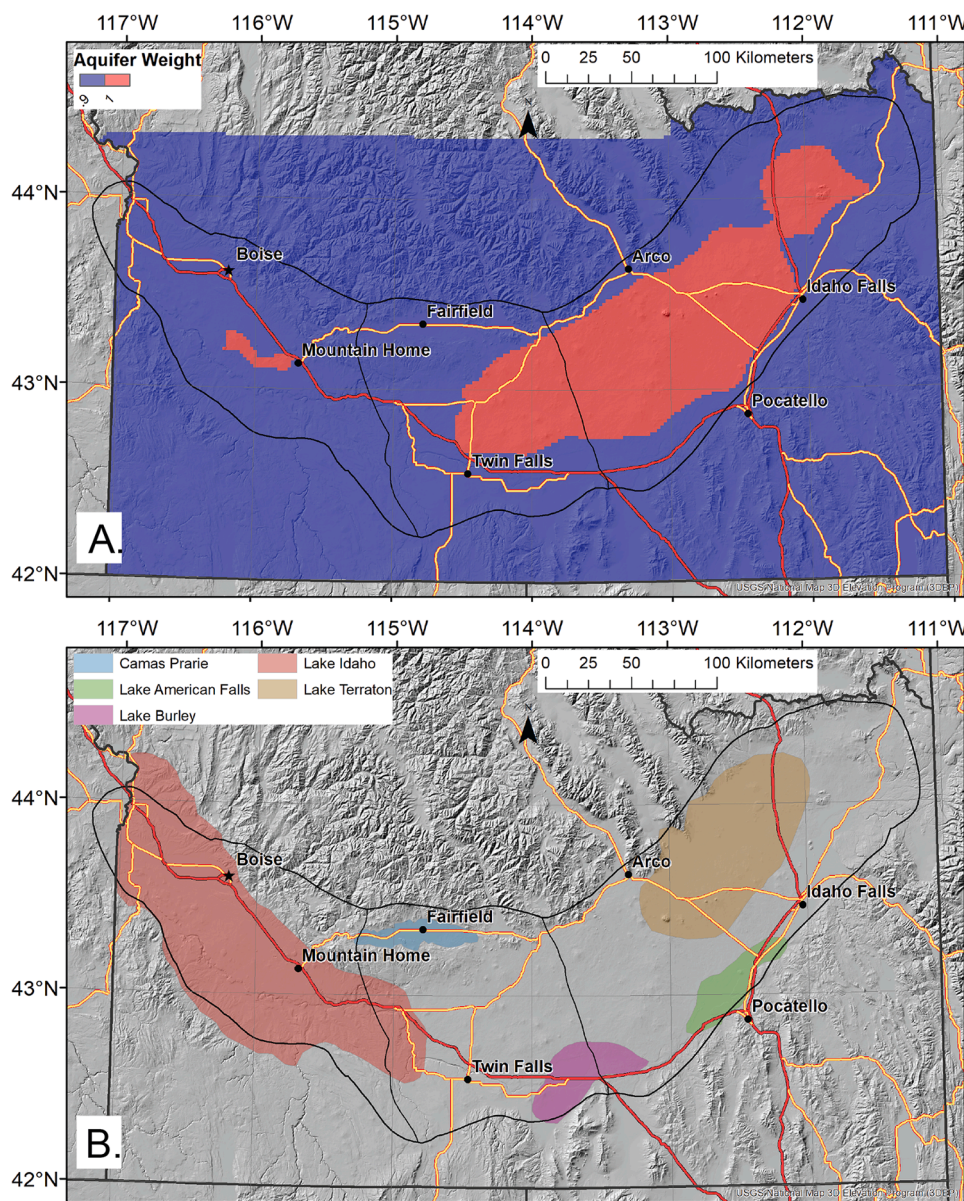 117°W 116°W 115°W 114°W 113°W 112°W 111°W
Aquifer Weight
.9 1
0 25 50 100 Kilometers
N
44°N
Boise
Arco
Idaho Falls
Fairfield
Mountain Home
43°N
Pocatello
Twin Falls
A.
42°N
USGS National Map 3D Elevation Program (3DEP)
117°W 116°W 115°W 114°W 113°W 112°W 111°W
Camas Prarie
Lake Idaho
Lake American Falls
Lake Terraton
Lake Burley
0 25 50 100 Kilometers
N
44°N
Boise
Arco
Idaho Falls
Fairfield
Mountain Home
43°N
Pocatello
Twin Falls
B.
42°N
USGS National Map 3D Elevation Program (3DEP)